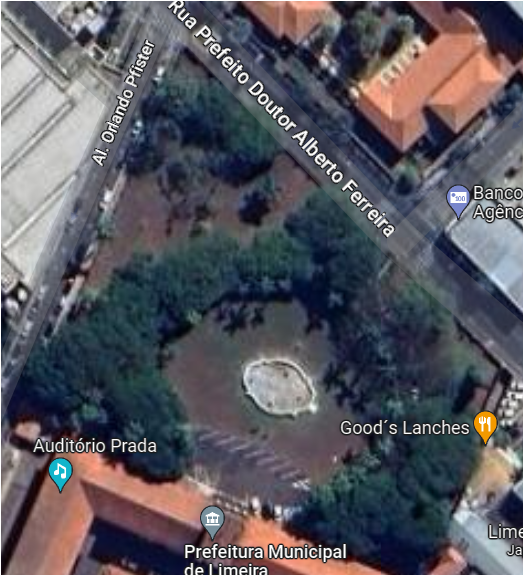 Rua Prefeito Doutor Alberto Ferreira
Al. Orlando Pfister
Banco
Agênc
Good´s Lanches
Auditório Prada
Lime
Ja
Prefeitura Municipal
de Limeira